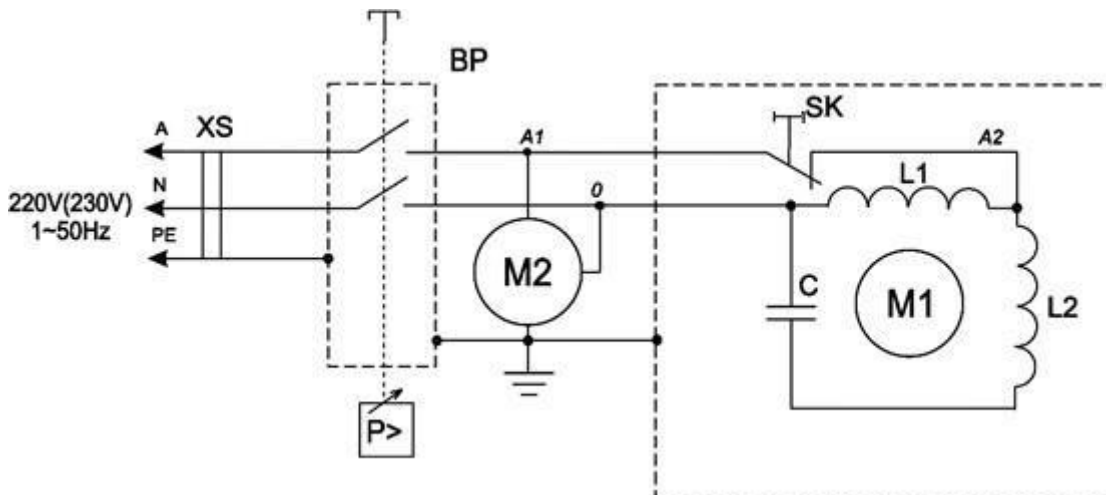 BP
A XS
SK
A1
A2
L1
N
0
220V(230V)
1~50Hz
PE
M2
C
M1
L2
P>